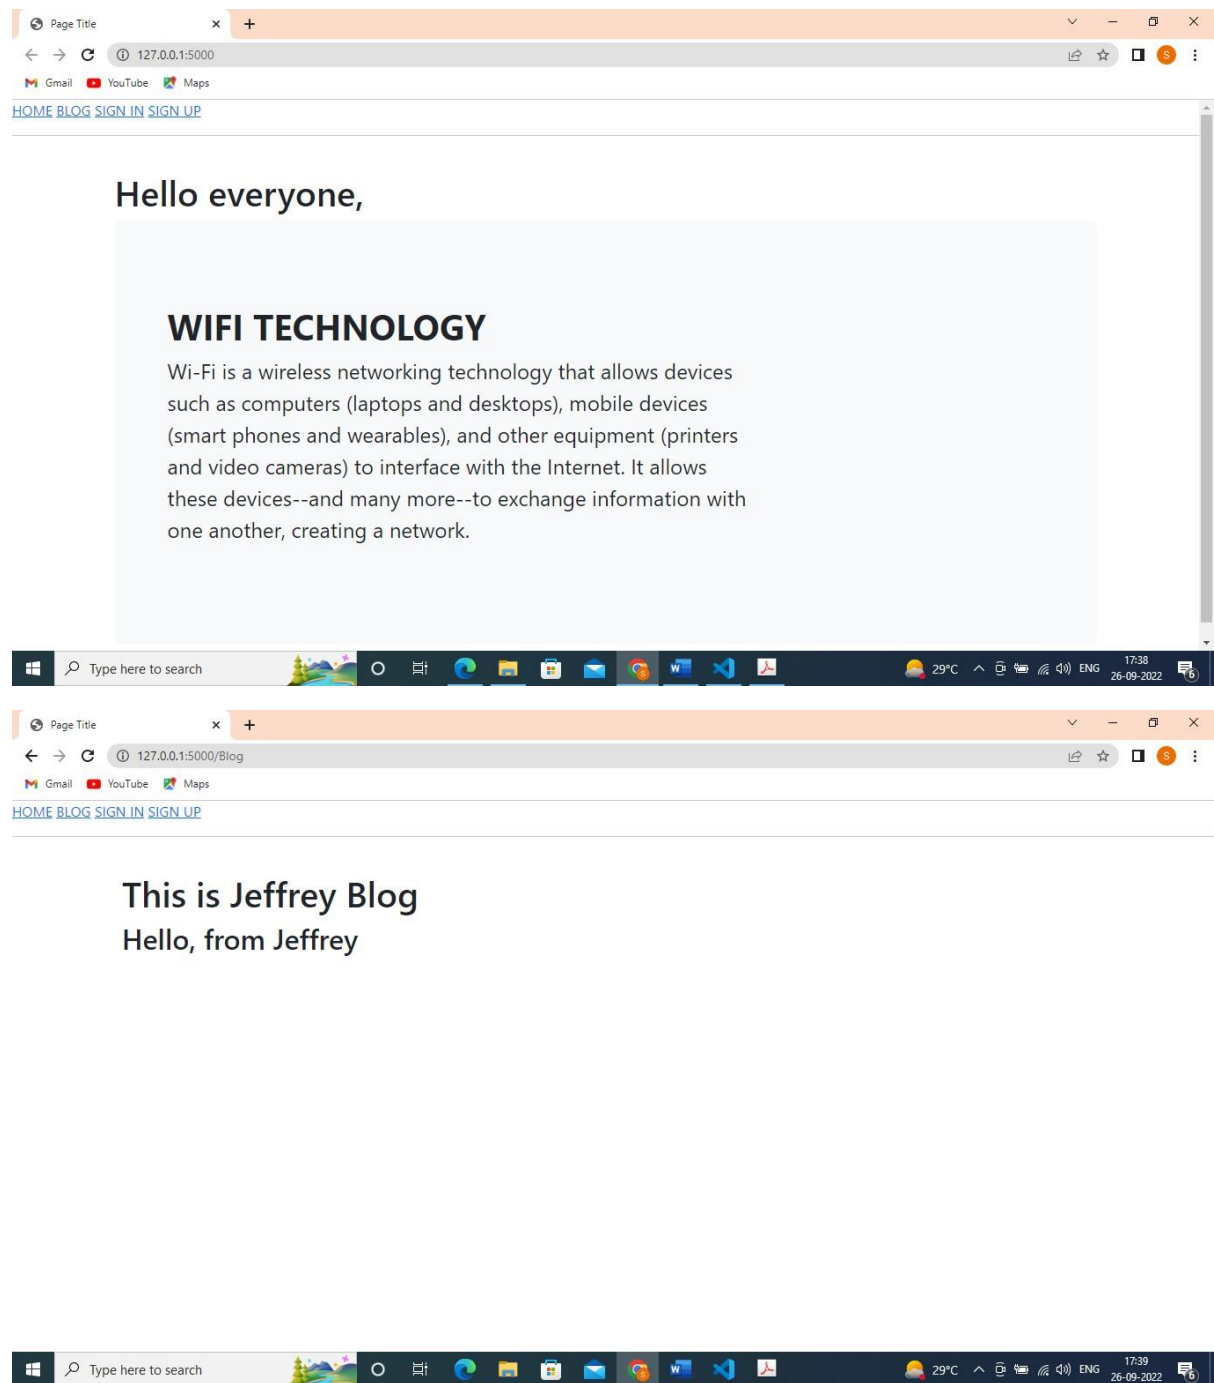 Page Title
127.0.0.1:5000
Gmail YouTube Maps
HOME BLOG SIGN IN SIGN UP
Hello everyone,
WIFI TECHNOLOGY
Wi-Fi is a wireless networking technology that allows devices
such as computers (laptops and desktops), mobile devices
(smart phones and wearables), and other equipment (printers
and video cameras) to interface with the Internet. It allows
these devices--and many more--to exchange information with
one another, creating a network.
Type here to search 29°C ENG 17:38
26-09-2022 6
Page Title
127.0.0.1:5000/Blog
Gmail YouTube Maps
HOME BLOG SIGN IN SIGN UP
This is Jeffrey Blog
Hello, from Jeffrey
Type here to search 29°C ENG 17:39
26-09-2022 6